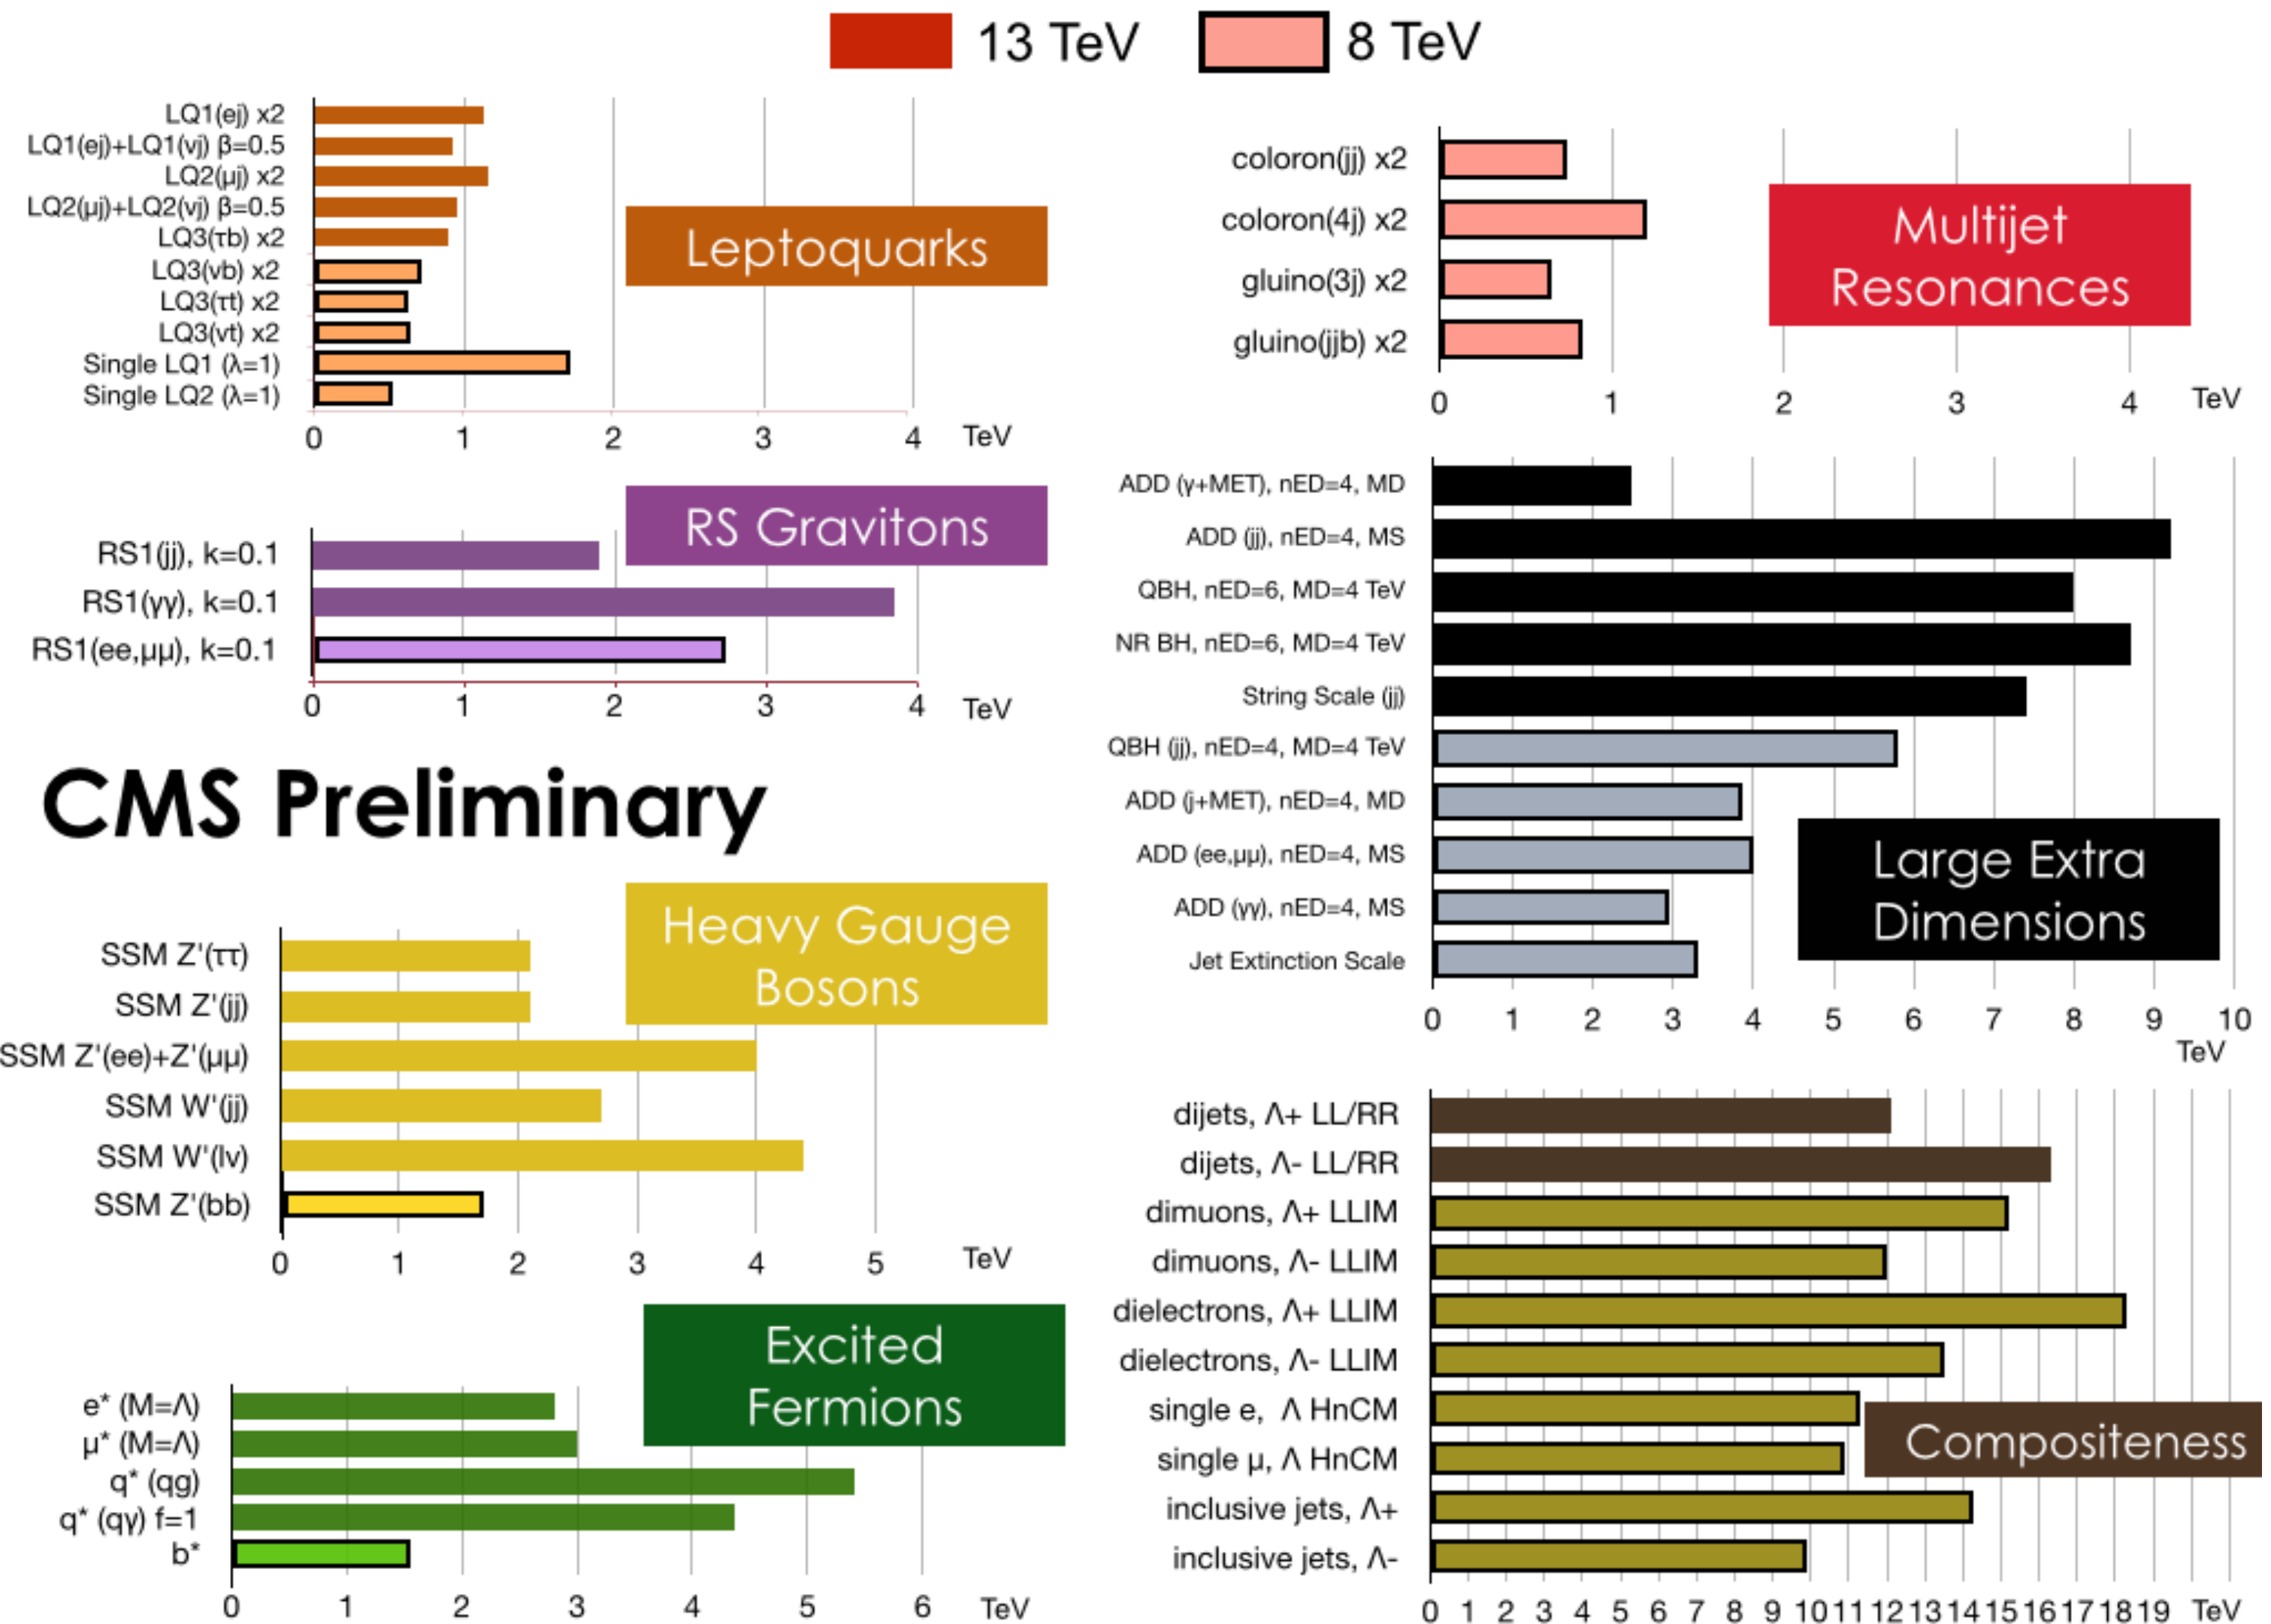 13 TeV
8 TeV
LQ1(ej) x2
LQ1(ej)+LQ1(νj) β=0.5
LQ2(μj) x2
LQ2(μj)+LQ2(νj) β=0.5
LQ3(τb) x2
LQ3(νb) x2
LQ3(τt) x2
LQ3(νt) x2
Single LQ1 (λ=1)
Single LQ2 (λ=1)
Leptoquarks
0 1 2 3 4 TeV
RS Gravitons
RS1(jj), k=0.1
RS1(γγ), k=0.1
RS1(ee,μμ), k=0.1
0 1 2 3 4 TeV
CMS Preliminary
Heavy Gauge
Bosons
SSM Z'(ττ)
SSM Z'(jj)
SSM Z'(ee)+Z'(μμ)
SSM W'(jj)
SSM W'(lv)
SSM Z'(bb)
0 1 2 3 4 5 TeV
Excited
Fermions
e* (M=Λ)
μ* (M=Λ)
q* (qg)
q* (qγ) f=1
b*
0 1 2 3 4 5 6 TeV
coloron(jj) x2
coloron(4j) x2
gluino(3j) x2
gluino(jjb) x2
Multijet
Resonances
0 1 2 3 4 TeV
ADD (γ+MET), nED=4, MD
ADD (jj), nED=4, MS
QBH, nED=6, MD=4 TeV
NR BH, nED=6, MD=4 TeV
String Scale (jj)
QBH (jj), nED=4, MD=4 TeV
ADD (j+MET), nED=4, MD
ADD (ee,μμ), nED=4, MS
ADD (γγ), nED=4, MS
Jet Extinction Scale
Large Extra
Dimensions
0 1 2 3 4 5 6 7 8 9 10
TeV
dijets, Λ+ LL/RR
dijets, Λ- LL/RR
dimuons, Λ+ LLIM
dimuons, Λ- LLIM
dielectrons, Λ+ LLIM
dielectrons, Λ- LLIM
single e, Λ HnCM
single μ, Λ HnCM
inclusive jets, Λ+
inclusive jets, Λ-
Compositeness
0 1 2 3 4 5 6 7 8 9 10 11 12 13 14 15 16 17 18 19 TeV